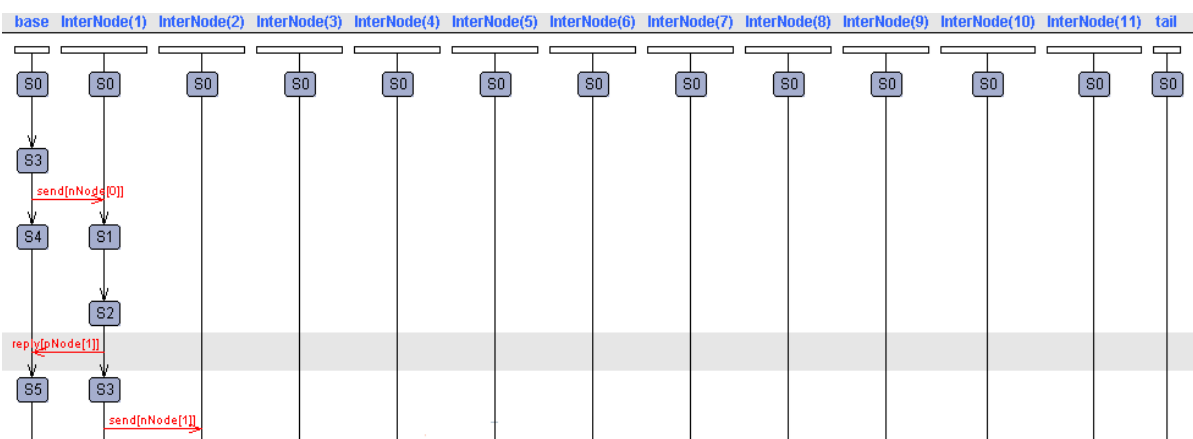 base InterNode(1) InterNode(2) InterNode(3) InterNode(4) InterNode(5) InterNode(6) InterNode(7) InterNode(8) InterNode(9) InterNode(10) InterNode(11) tail
S0 S0 S0 S0 S0 S0 S0 S0 S0 S0 S0 S0 S0
S3
send[nNode[0]]
S4 S1
S2
reply[pNode[1]]
S5 S3
send[nNode[1]]